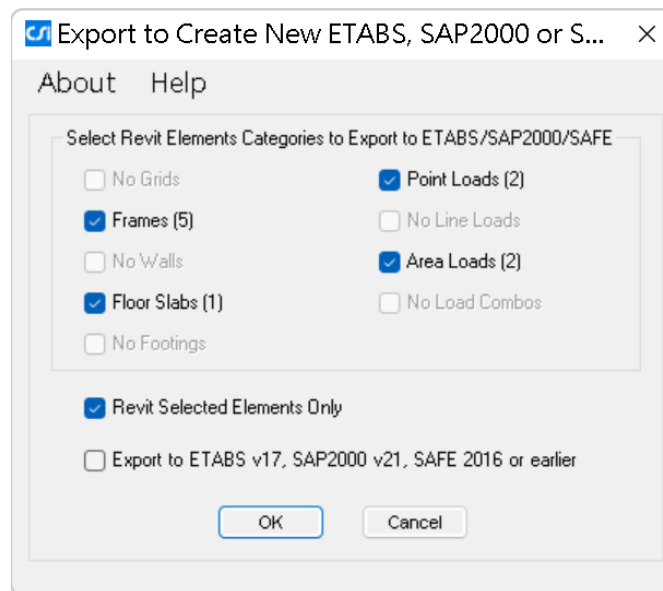 CSI Export to Create New ETABS, SAP2000 or S...
About Help
Select Revit Elements Categories to Export to ETABS/SAP2000/SAFE
No Grids
Frames (5)
No Walls
Floor Slabs (1)
No Footings
Point Loads (2)
No Line Loads
Area Loads (2)
No Load Combos
Revit Selected Elements Only
Export to ETABS v17, SAP2000 v21, SAFE 2016 or earlier
OK Cancel